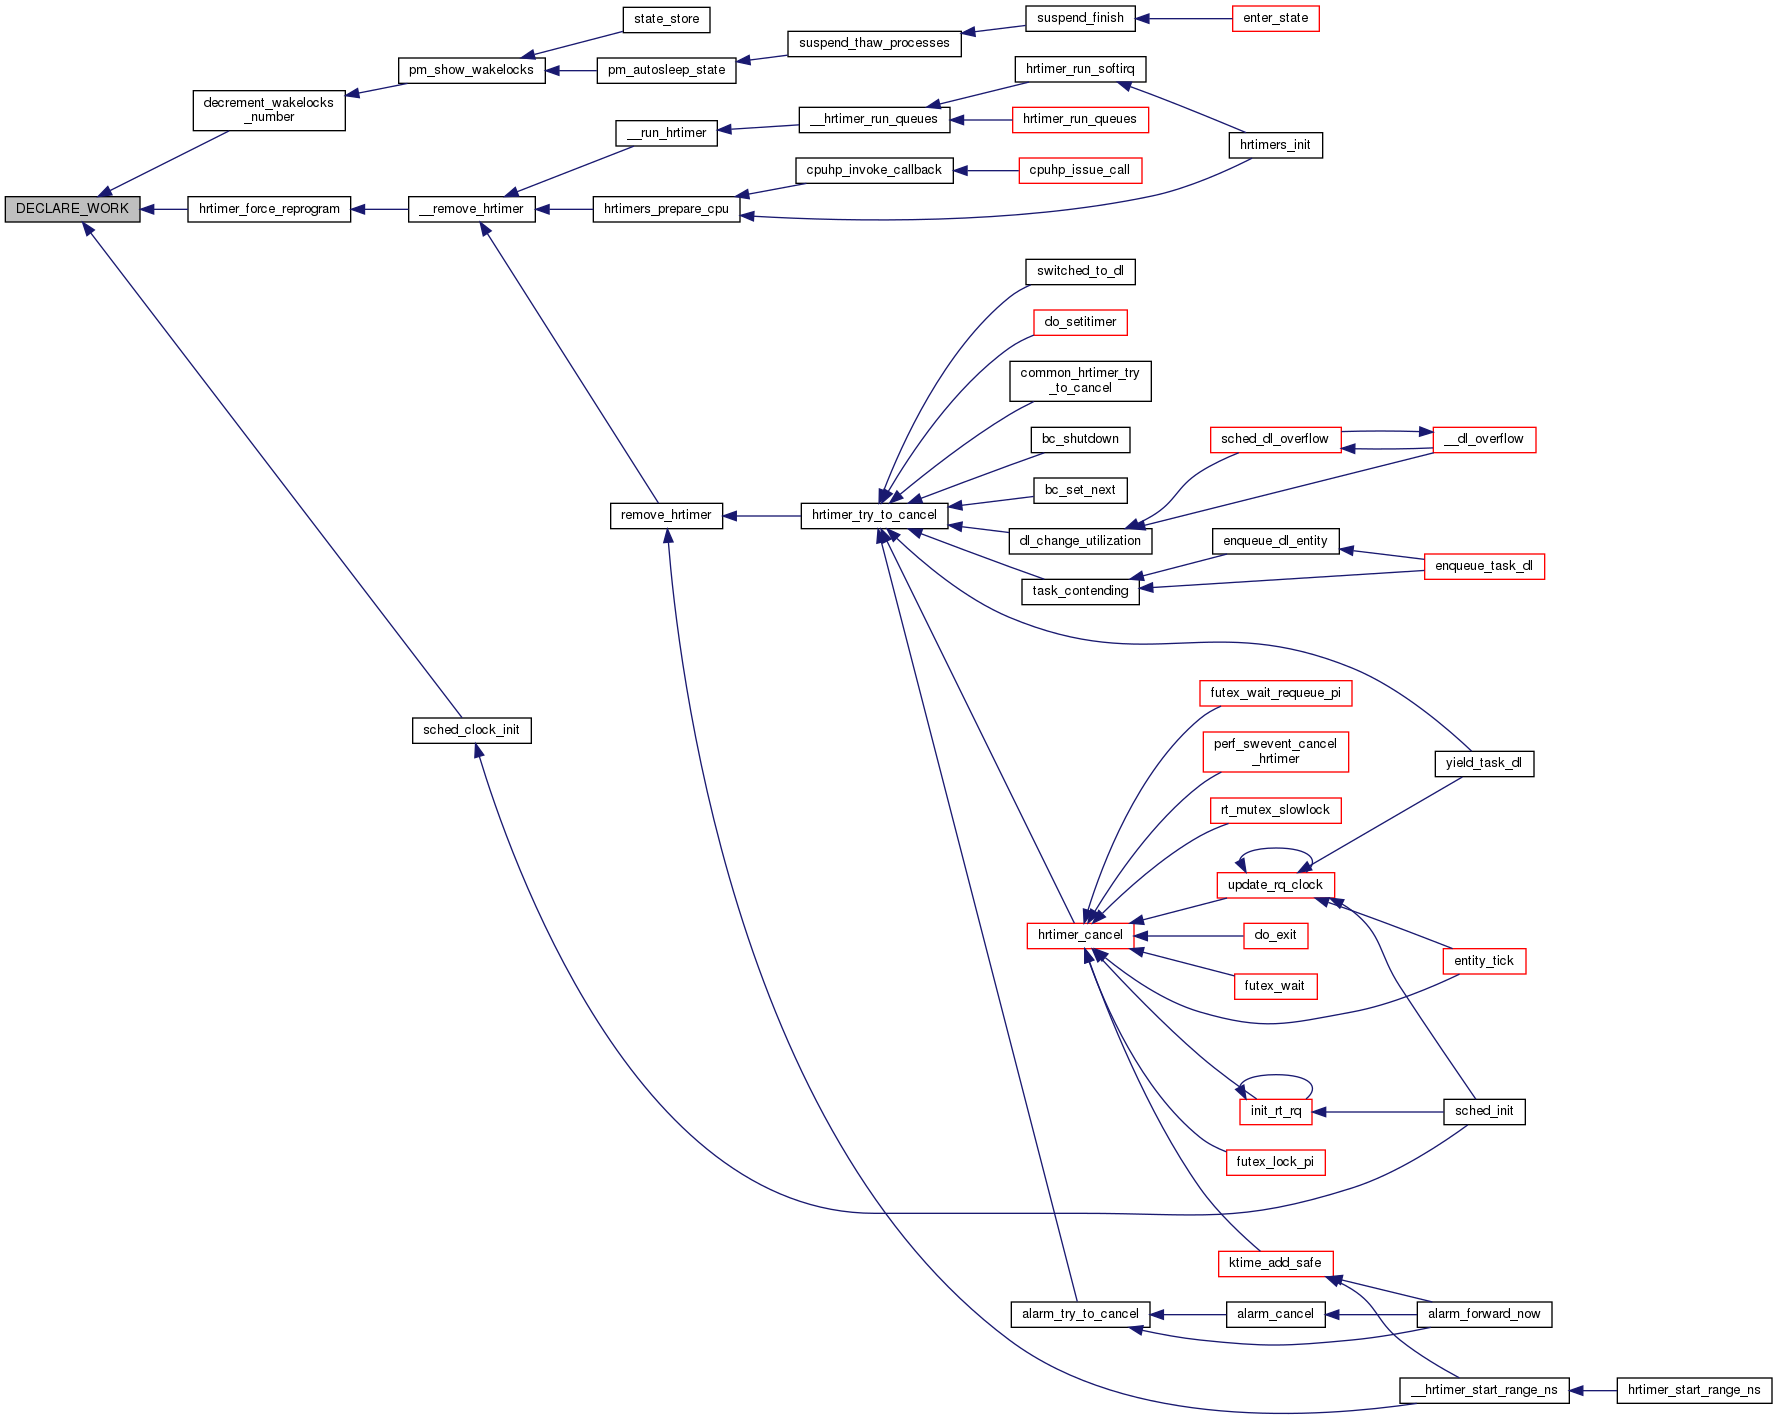 state_store
suspend_finish
enter_state
suspend_thaw_processes
pm_show_wakelocks
pm_autosleep_state
hrtimer_run_softirq
decrement_wakelocks
_number
__run_hrtimer
__hrtimer_run_queues
hrtimer_run_queues
hrtimers_init
cpuhp_invoke_callback
cpuhp_issue_call
DECLARE_WORK
hrtimer_force_reprogram
__remove_hrtimer
hrtimers_prepare_cpu
switched_to_dl
do_setitimer
common_hrtimer_try
_to_cancel
bc_shutdown
sched_dl_overflow
__dl_overflow
bc_set_next
remove_hrtimer
hrtimer_try_to_cancel
dl_change_utilization
enqueue_dl_entity
enqueue_task_dl
task_contending
futex_wait_requeue_pi
sched_clock_init
perf_swevent_cancel
_hrtimer
yield_task_dl
rt_mutex_slowlock
update_rq_clock
hrtimer_cancel
do_exit
entity_tick
futex_wait
init_rt_rq
sched_init
futex_lock_pi
ktime_add_safe
alarm_try_to_cancel
alarm_cancel
alarm_forward_now
__hrtimer_start_range_ns
hrtimer_start_range_ns